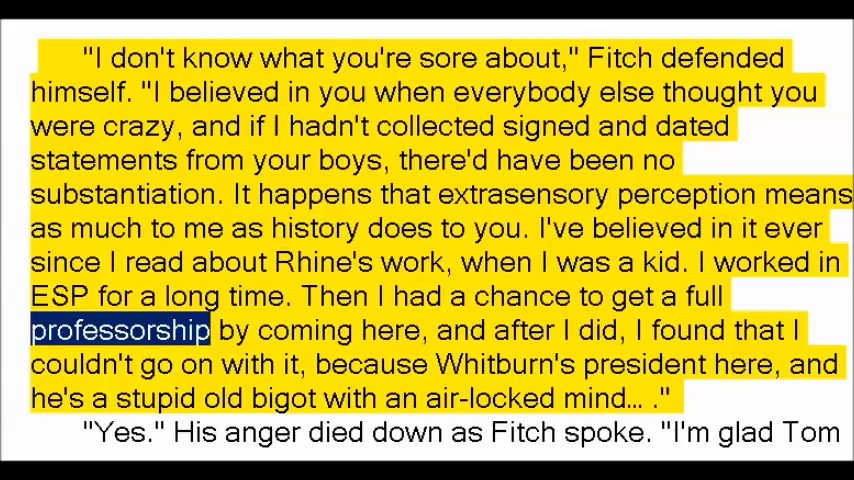 "I don't know what you're sore about," Fitch defended
himself. "I believed in you when everybody else thought you
were crazy, and if I hadn't collected signed and dated
statements from your boys, there'd have been no
substantiation. It happens that extrasensory perception means
as much to me as history does to you. I've believed in it ever
since I read about Rhine's work, when I was a kid. I worked in
ESP for a long time. Then I had a chance to get a full
professorship by coming here, and after I did, I found that I
couldn't go on with it, because Whitburn's president here, and
he's a stupid old bigot with an air-locked mind... ."
"Yes." His anger died down as Fitch spoke. "I'm glad Tom